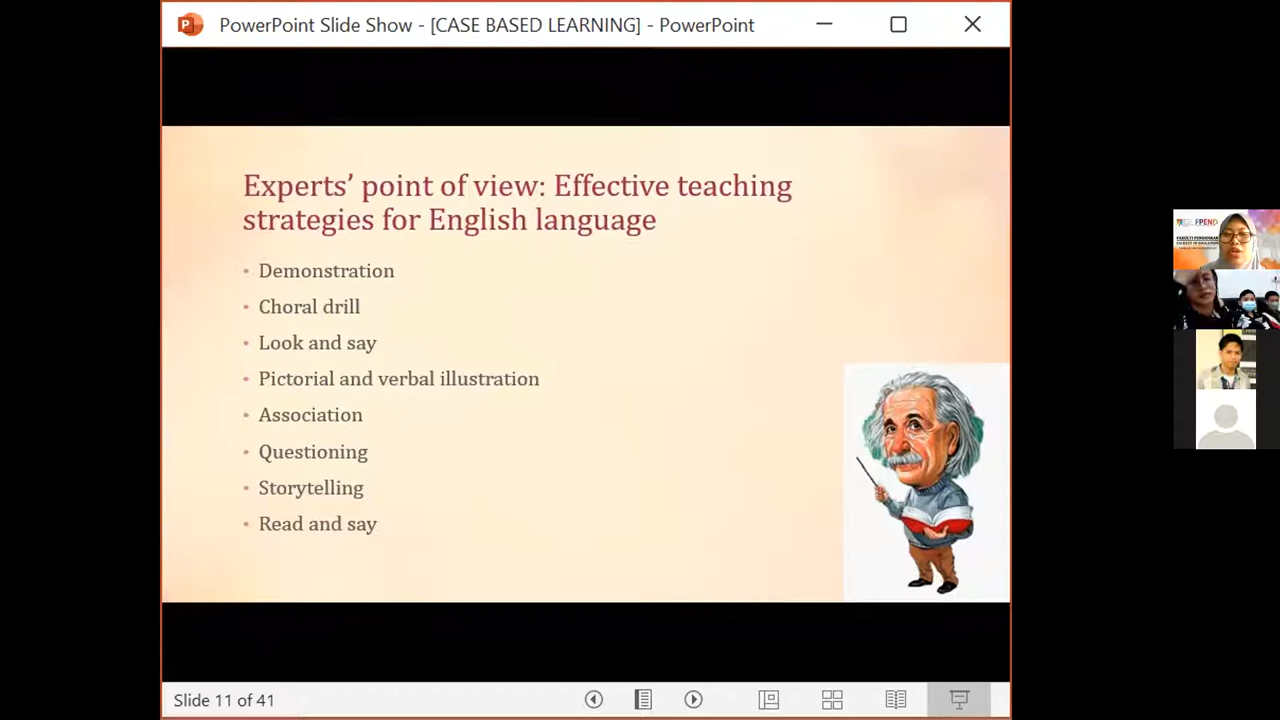 PowerPoint Slide Show - [CASE BASED LEARNING] - PowerPoint
Experts’ point of view: Effective teaching
strategies for English language
• Demonstration
• Choral drill
• Look and say
• Pictorial and verbal illustration
• Association
• Questioning
• Storytelling
• Read and say
FPEND
Slide 11 of 41